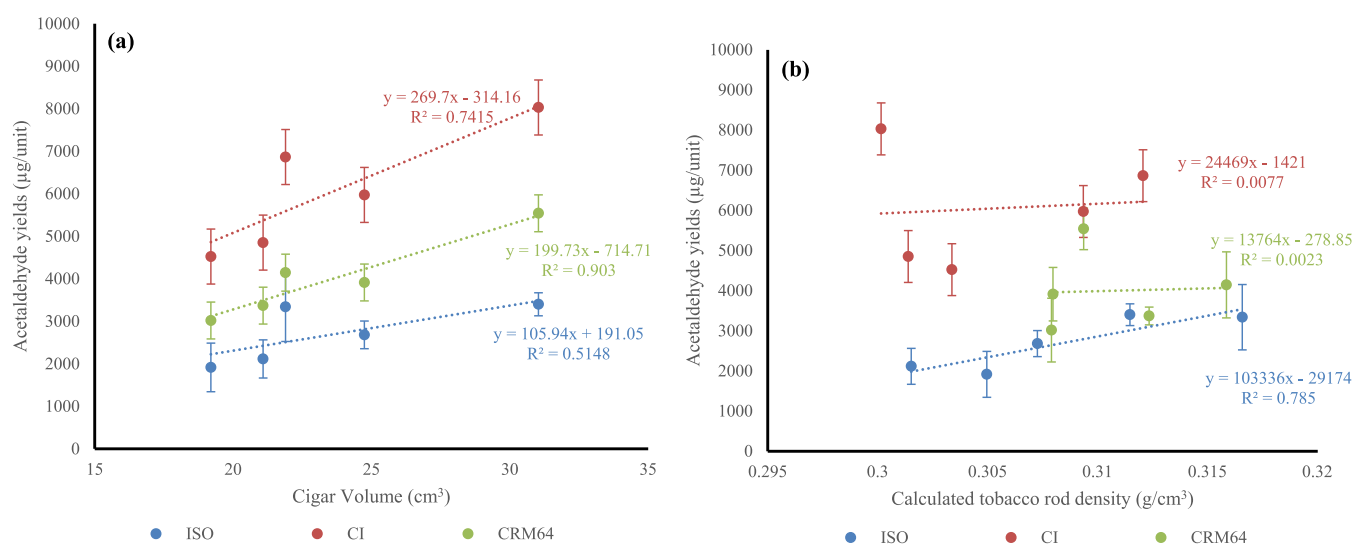 (a)
10000
9000
8000
7000
6000
5000
4000
3000
2000
1000
0
Acetaldehyde yields (µg/unit)
y = 269.7x - 314.16
R² = 0.7415
y = 199.73x - 714.71
R² = 0.903
y = 105.94x + 191.05
R² = 0.5148
15 20 25 30 35
Cigar Volume (cm³)
ISO CI CRM64
(b)
10000
9000
8000
7000
6000
5000
4000
3000
2000
1000
0
Acetaldehyde yields (µg/unit)
y = 24469x - 1421
R² = 0.0077
y = 13764x - 278.85
R² = 0.0023
y = 103336x - 29174
R² = 0.785
0.295 0.3 0.305 0.31 0.315 0.32
Calculated tobacco rod density (g/cm³)
ISO CI CRM64